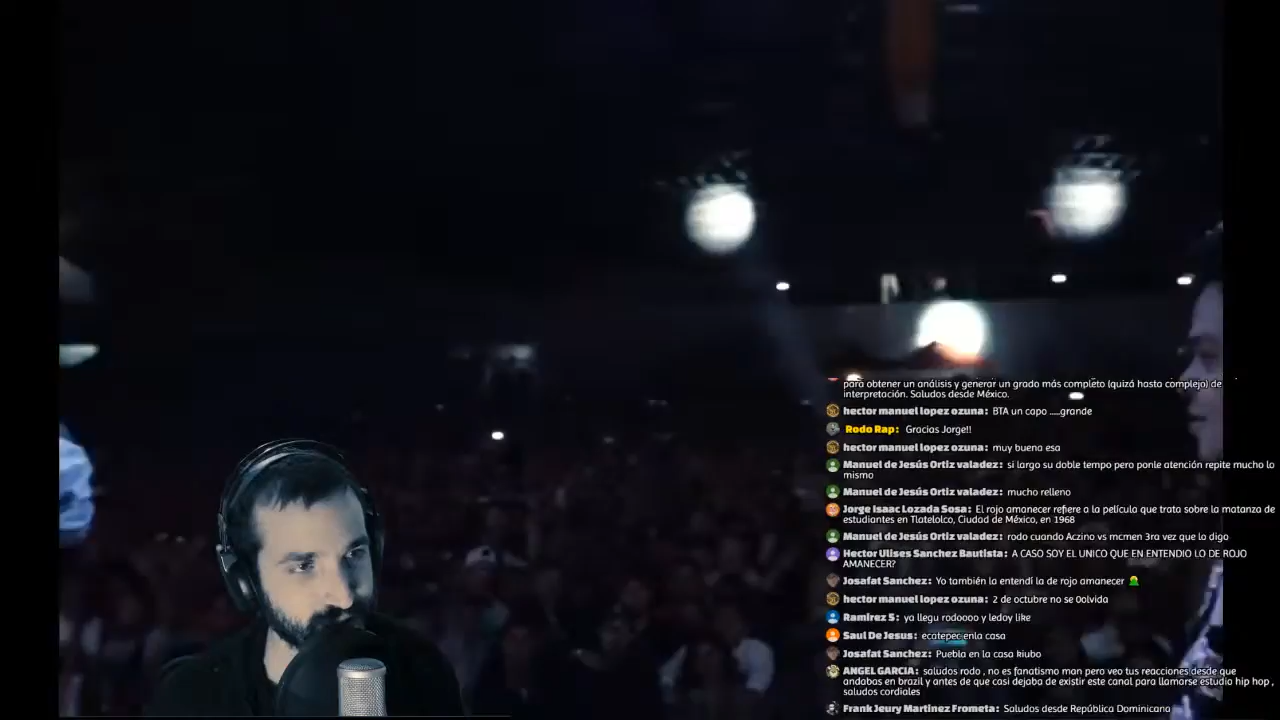 para obtener un análisis y generar un grado más completo (quizá hasta complejo) de
interpretación. Saludos desde México.
hector manuel lopez ozuna: BTA un capo .....grande
Rodo Rap: Gracias Jorge!!
hector manuel lopez ozuna: muy buena esa
Manuel de Jesús Ortiz valadez: si largo su doble tempo pero ponle atención repite mucho lo
mismo
Manuel de Jesús Ortiz valadez: mucho relleno
Jorge Isaac Lozada Sosa: El rojo amanecer refiere a la película que trata sobre la matanza de
estudiantes en Tlatelolco, Ciudad de México, en 1968
Manuel de Jesús Ortiz valadez: rodo cuando Aczino vs mcmen 3ra vez que lo digo
Hector Ulises Sanchez Bautista: A CASO SOY EL UNICO QUE EN ENTENDIO LO DE ROJO
AMANECER?
Josafat Sanchez: Yo también la entendí la de rojo amanecer
hector manuel lopez ozuna: 2 de octubre no se 0olvida
Ramirez S: ya llegu rodoooo y ledoy like
Saul De Jesus: ecatepec enla casa
Josafat Sanchez: Puebla en la casa kiubo
ANGEL GARCIA: saludos rodo , no es fanatismo man pero veo tus reacciones desde que
andabas en brazil y antes de que casi dejaba de existir este canal para llamarse estudio hip hop ,
saludos cordiales
Frank Jeury Martinez Frometa: Saludos desde República Dominicana